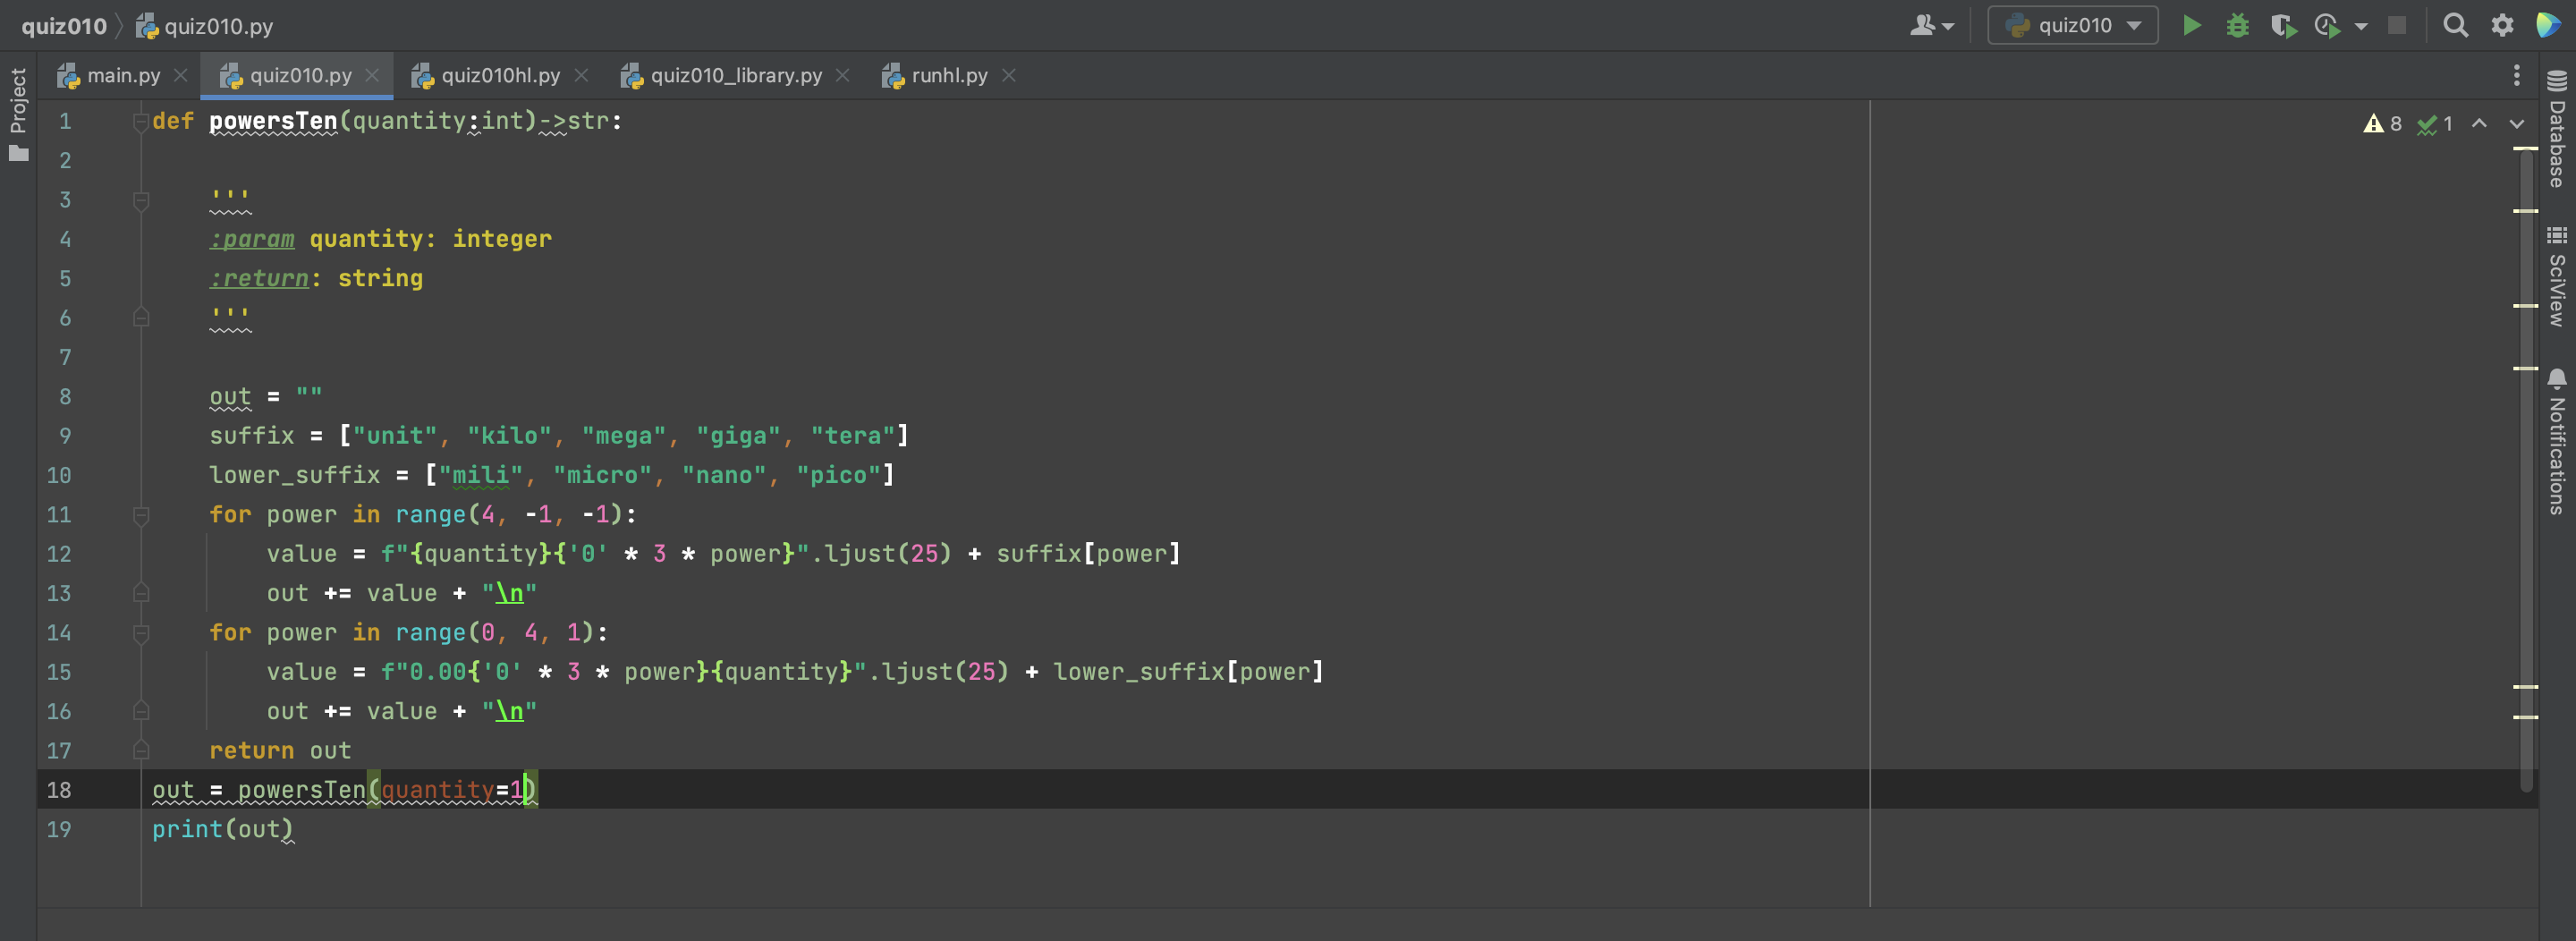 quiz010 quiz010.py quiz010
main.py quiz010.py quiz010hl.py quiz010_library.py runhl.py
Project
8 1
1 def powersTen(quantity:int)->str:
2
3 '''
4 :param quantity: integer
5 :return: string
6 '''
7
8 out = ""
9 suffix = ["unit", "kilo", "mega", "giga", "tera"]
10 lower_suffix = ["mili", "micro", "nano", "pico"]
11 for power in range(4, -1, -1):
12 value = f"{quantity}{'0' * 3 * power}".ljust(25) + suffix[power]
13 out += value + "\n"
14 for power in range(0, 4, 1):
15 value = f"0.00{'0' * 3 * power}{quantity}".ljust(25) + lower_suffix[power]
16 out += value + "\n"
17 return out
18 out = powersTen(quantity=1)
19 print(out)
Database
SciView
Notifications